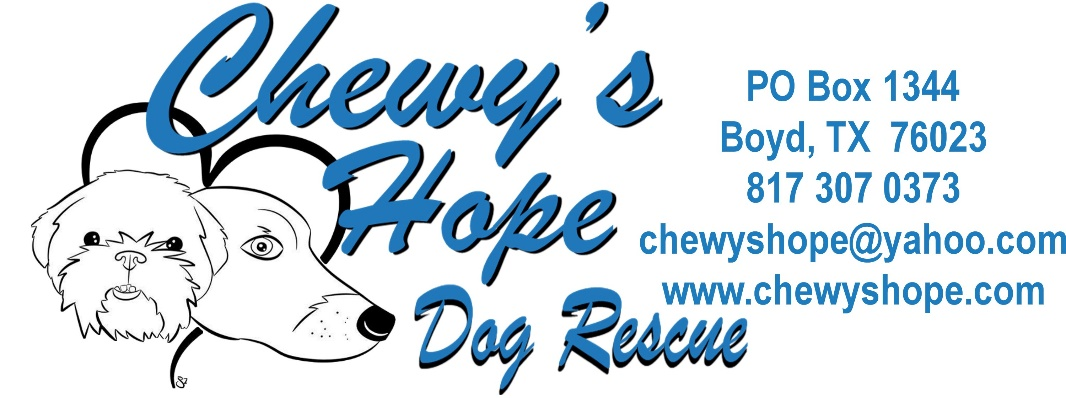 Chewy's
Hope
Dog Rescue
PO Box 1344
Boyd, TX  76023
817 307 0373
chewyshope@yahoo.com
www.chewyshope.com